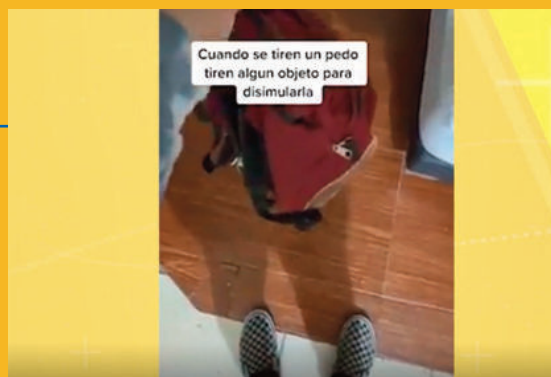 Cuando se tiren un pedo
tiren algun objeto para
disimularla